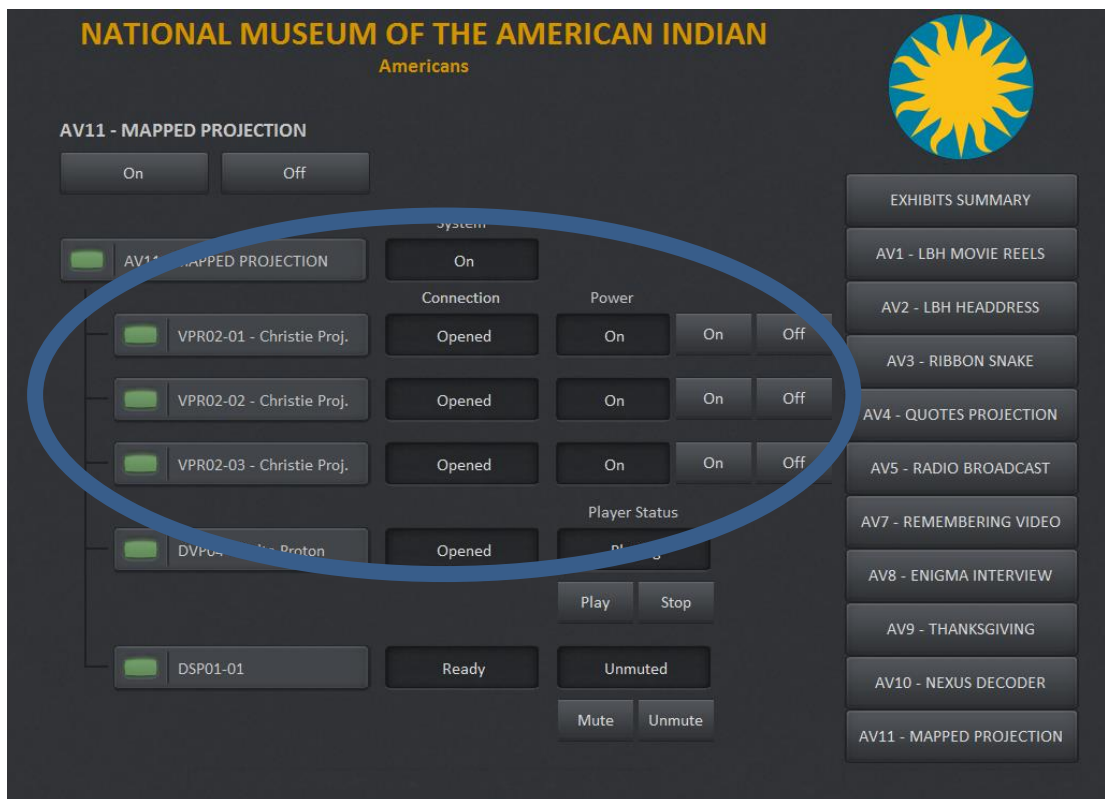 NATIONAL MUSEUM OF THE AMERICAN INDIAN
Americans
AV11 - MAPPED PROJECTION
On Off
System
MAPPED PROJECTION On
Connection Power
VPR02-01 - Christie Proj. Opened On On Off
VPR02-02 - Christie Proj. Opened On On Off
VPR02-03 - Christie Proj. Opened On On Off
Player Status
Proton Opened
Play Stop
DSP01-01 Ready Unmuted
Mute Unmute
EXHIBITS SUMMARY
AV1 - LBH MOVIE REELS
AV2 - LBH HEADDRESS
AV3 - RIBBON SNAKE
AV4 - QUOTES PROJECTION
AV5 - RADIO BROADCAST
AV7 - REMEMBERING VIDEO
AV8 - ENIGMA INTERVIEW
AV9 - THANKSGIVING
AV10 - NEXUS DECODER
AV11 - MAPPED PROJECTION